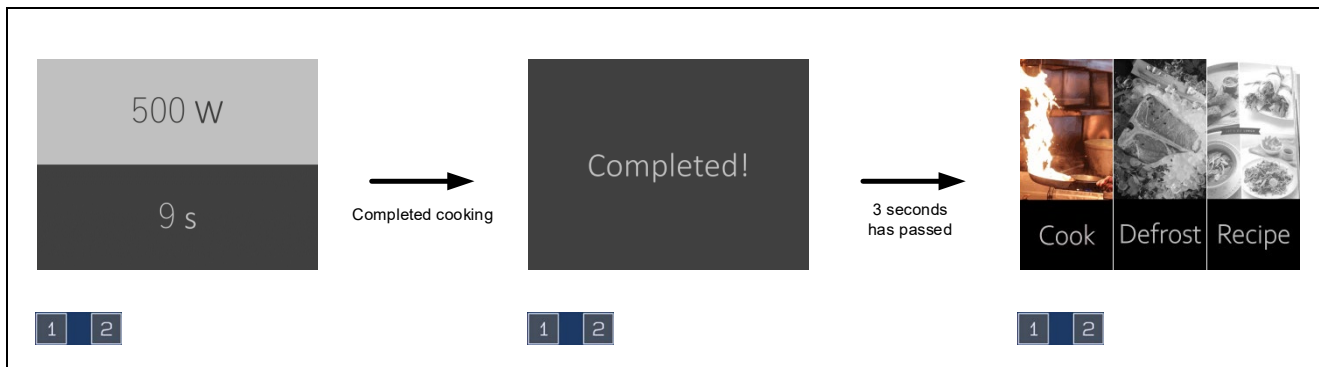 500 W
9 s
Completed cooking
Completed!
3 seconds
has passed
Cook
Defrost
Recipe
1
2
1
2
1
2